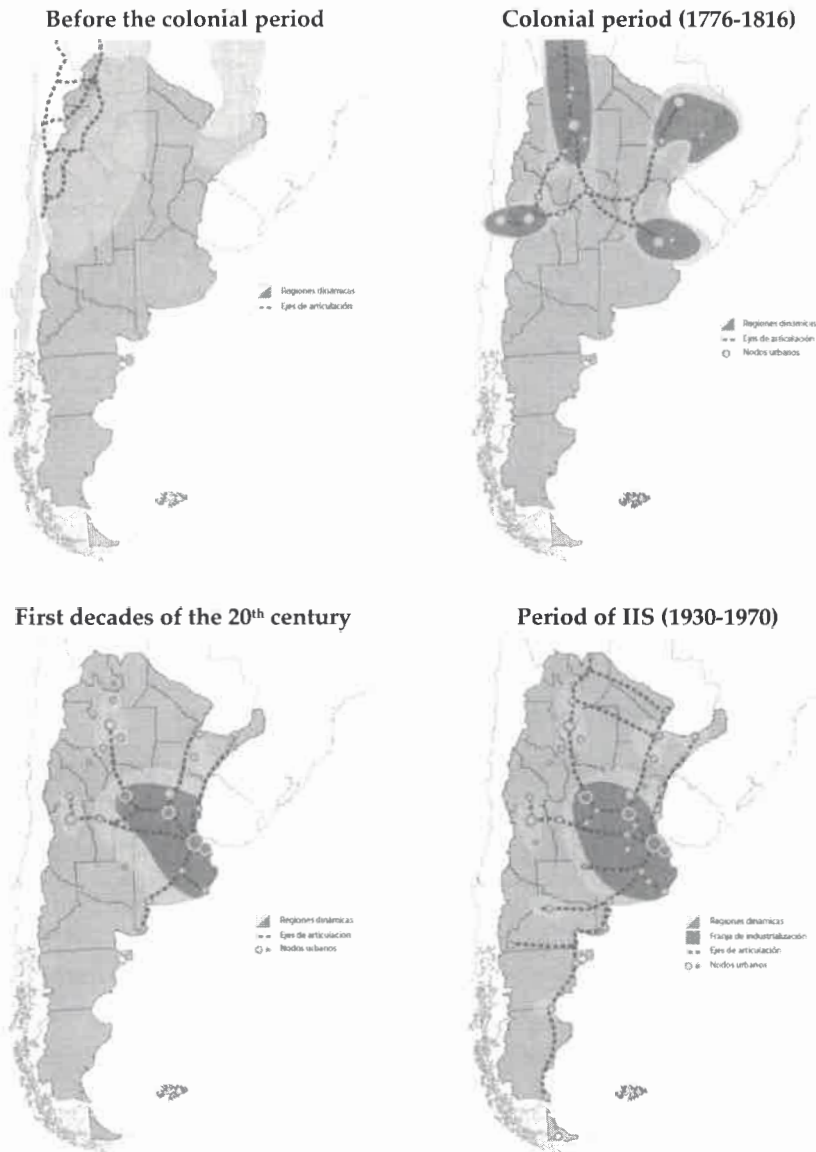 Before the colonial period
Colonial period (1776-1816)
Regiones dinámicas
Ejes de articulación
Regiones dinámicas
Ejes de articulación
Nodos urbanos
First decades of the 20th century
Period of IIS (1930-1970)
Regiones dinámicas
Ejes de articulacion
Nodos urbanos
Regiones dinamicas
Franja de industrialización
Ejes de articulación
Nodos urbanos